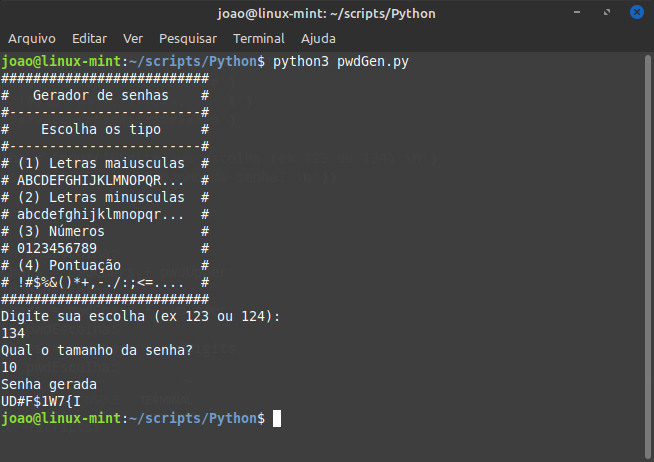 joao@linux-mint: ~/scripts/Python
Arquivo Editar Ver Pesquisar Terminal Ajuda
joao@linux-mint:~/scripts/Python$ python3 pwdGen.py
##########################
#   Gerador de senhas    #
#------------------------#
#    Escolha os tipo     #
#------------------------#
# (1) Letras maiusculas  #
# ABCDEFGHIJKLMNOPQR...  #
# (2) Letras minusculas  #
# abcdefghijklmnopqr...  #
# (3) Números            #
# 0123456789             #
# (4) Pontuação          #
# !#$%&()*+,-./:;<=....  #
##########################
Digite sua escolha (ex 123 ou 124):
134
Qual o tamanho da senha?
10
Senha gerada
UD#F$1W7{I
joao@linux-mint:~/scripts/Python$